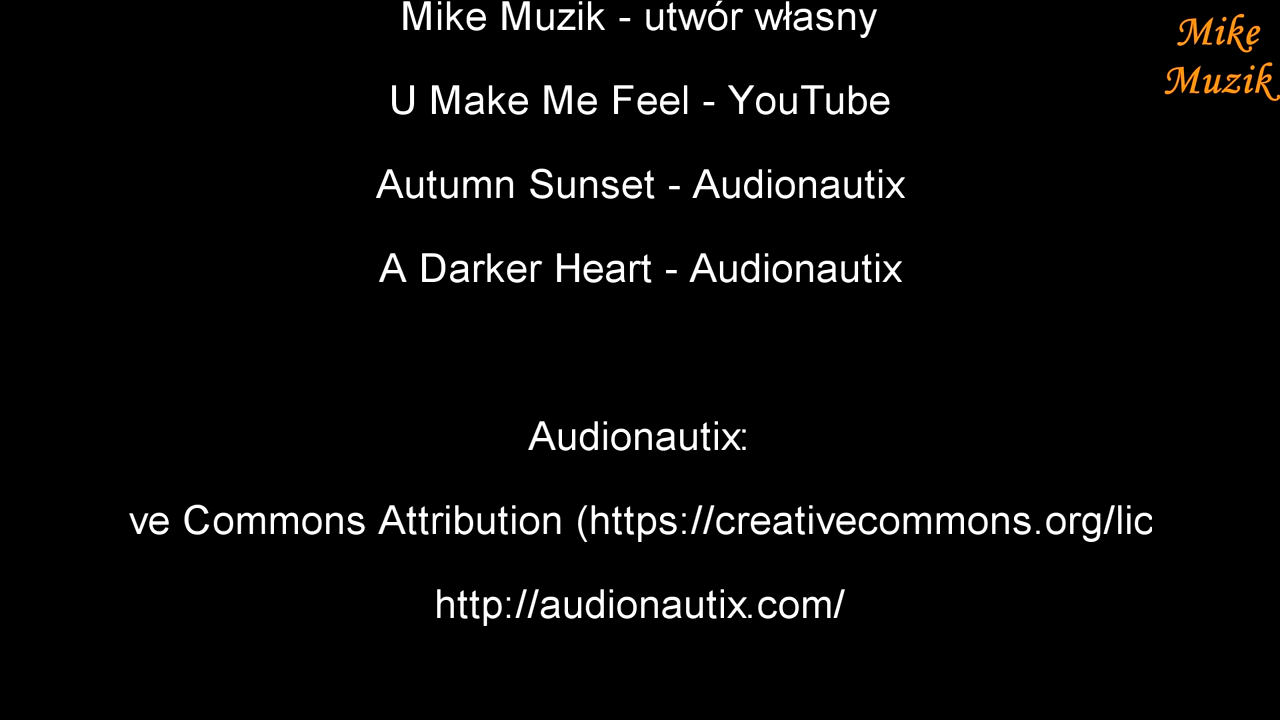 Mike Muzik - utwór własny
Mike
Muzik
U Make Me Feel - YouTube
Autumn Sunset - Audionautix
A Darker Heart - Audionautix
Audionautix:
ve Commons Attribution (https://creativecommons.org/lic
http://audionautix.com/